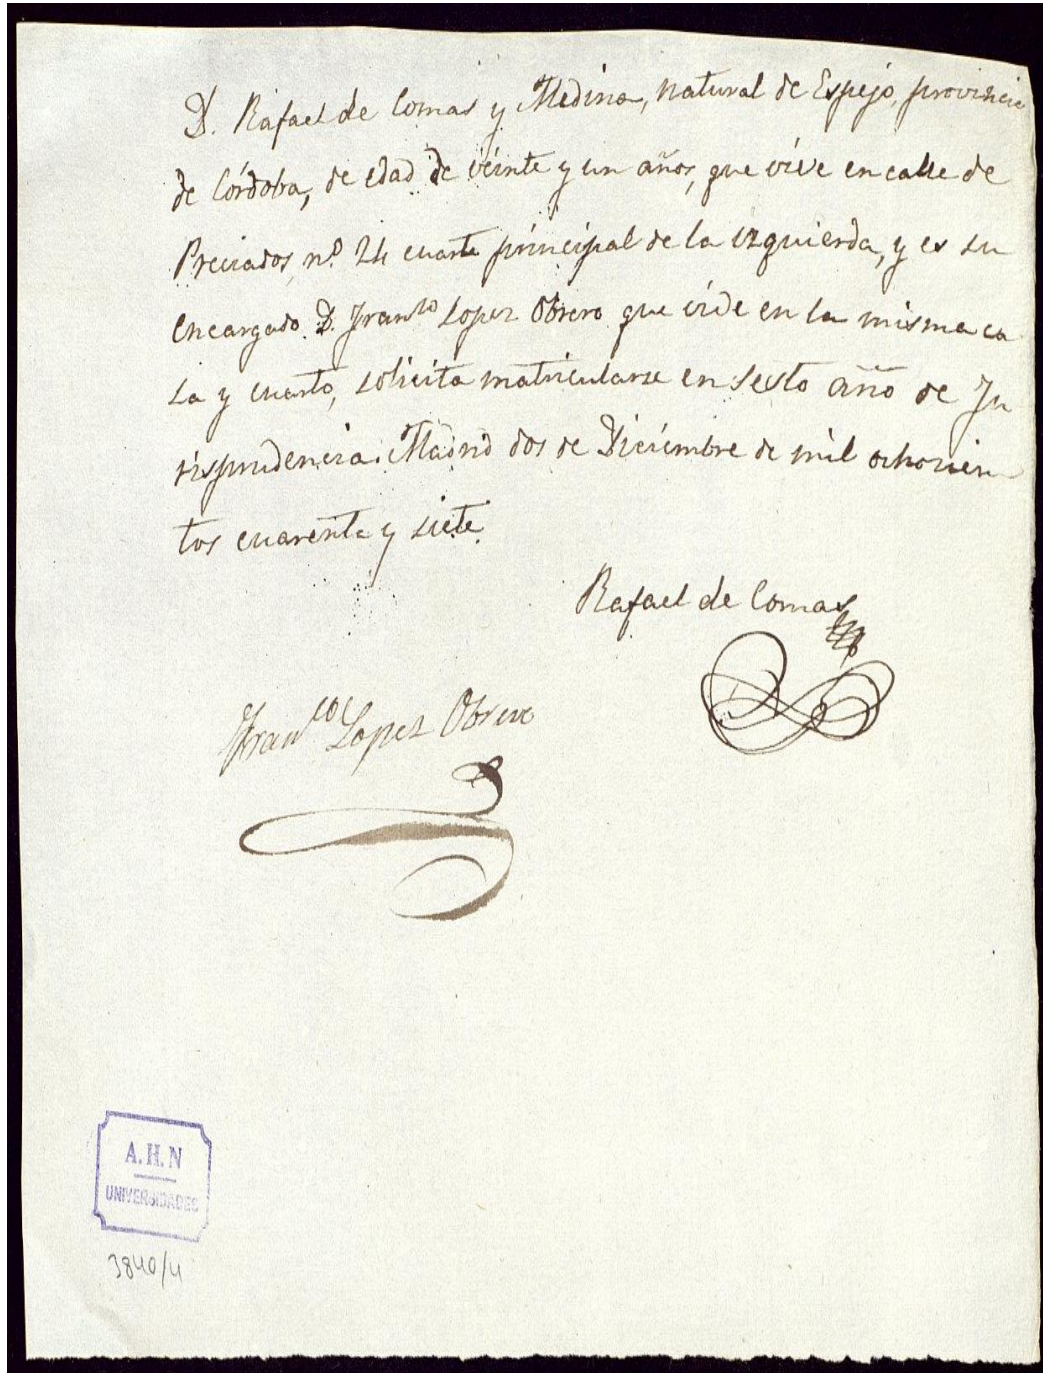 D. Rafael de Comas y Medina, natural de Espejo, provincia
de Córdoba, de edad de veinte y un años, que vive en calle de
Preciados, nº. 24 cuarto principal de la izquierda, y es su
encargado D. Franco Lopez Obrero que vive en la misma ca
sa y cuarto, solicita matricularse en sesto año de Ju
risprudencia. Madrid dos de Diciembre de mil ochocien
tos cuarenta y siete.
Rafael de Comas
Franco Lopez Obrero
A.H.N
UNIVERSIDADES
3840/4